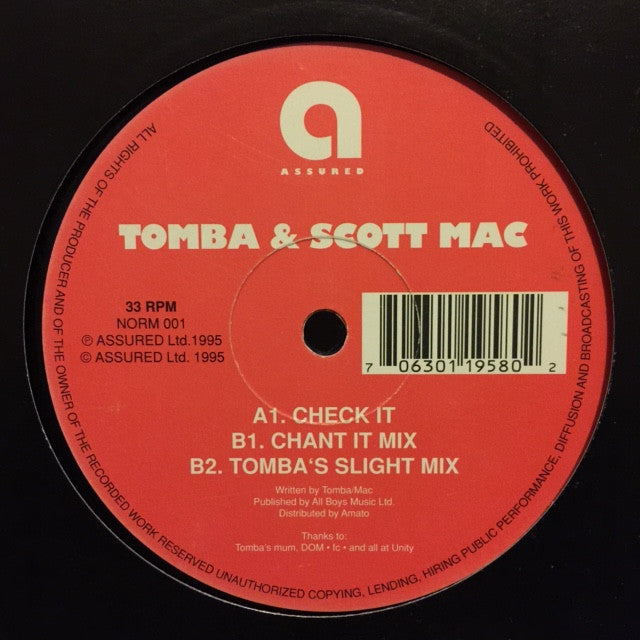 a
ASSURED
TOMBA & SCOTT MAC
33 RPM
NORM 001
℗ ASSURED Ltd. 1995
© ASSURED Ltd. 1995
7 06301 19580 2
A1. CHECK IT
B1. CHANT IT MIX
B2. TOMBA'S SLIGHT MIX
Written by Tomba/Mac
Published by All Boys Music Ltd.
Distributed by Amato
Thanks to:
Tomba's mum, DOM • fc • and all at Unity
ALL RIGHTS OF THE PRODUCER AND OF THE OWNER OF THE RECORDED WORK RESERVED UNAUTHORIZED COPYING, LENDING, HIRING PUBLIC PERFORMANCE, DIFFUSION AND BROADCASTING OF THIS WORK PROHIBITED